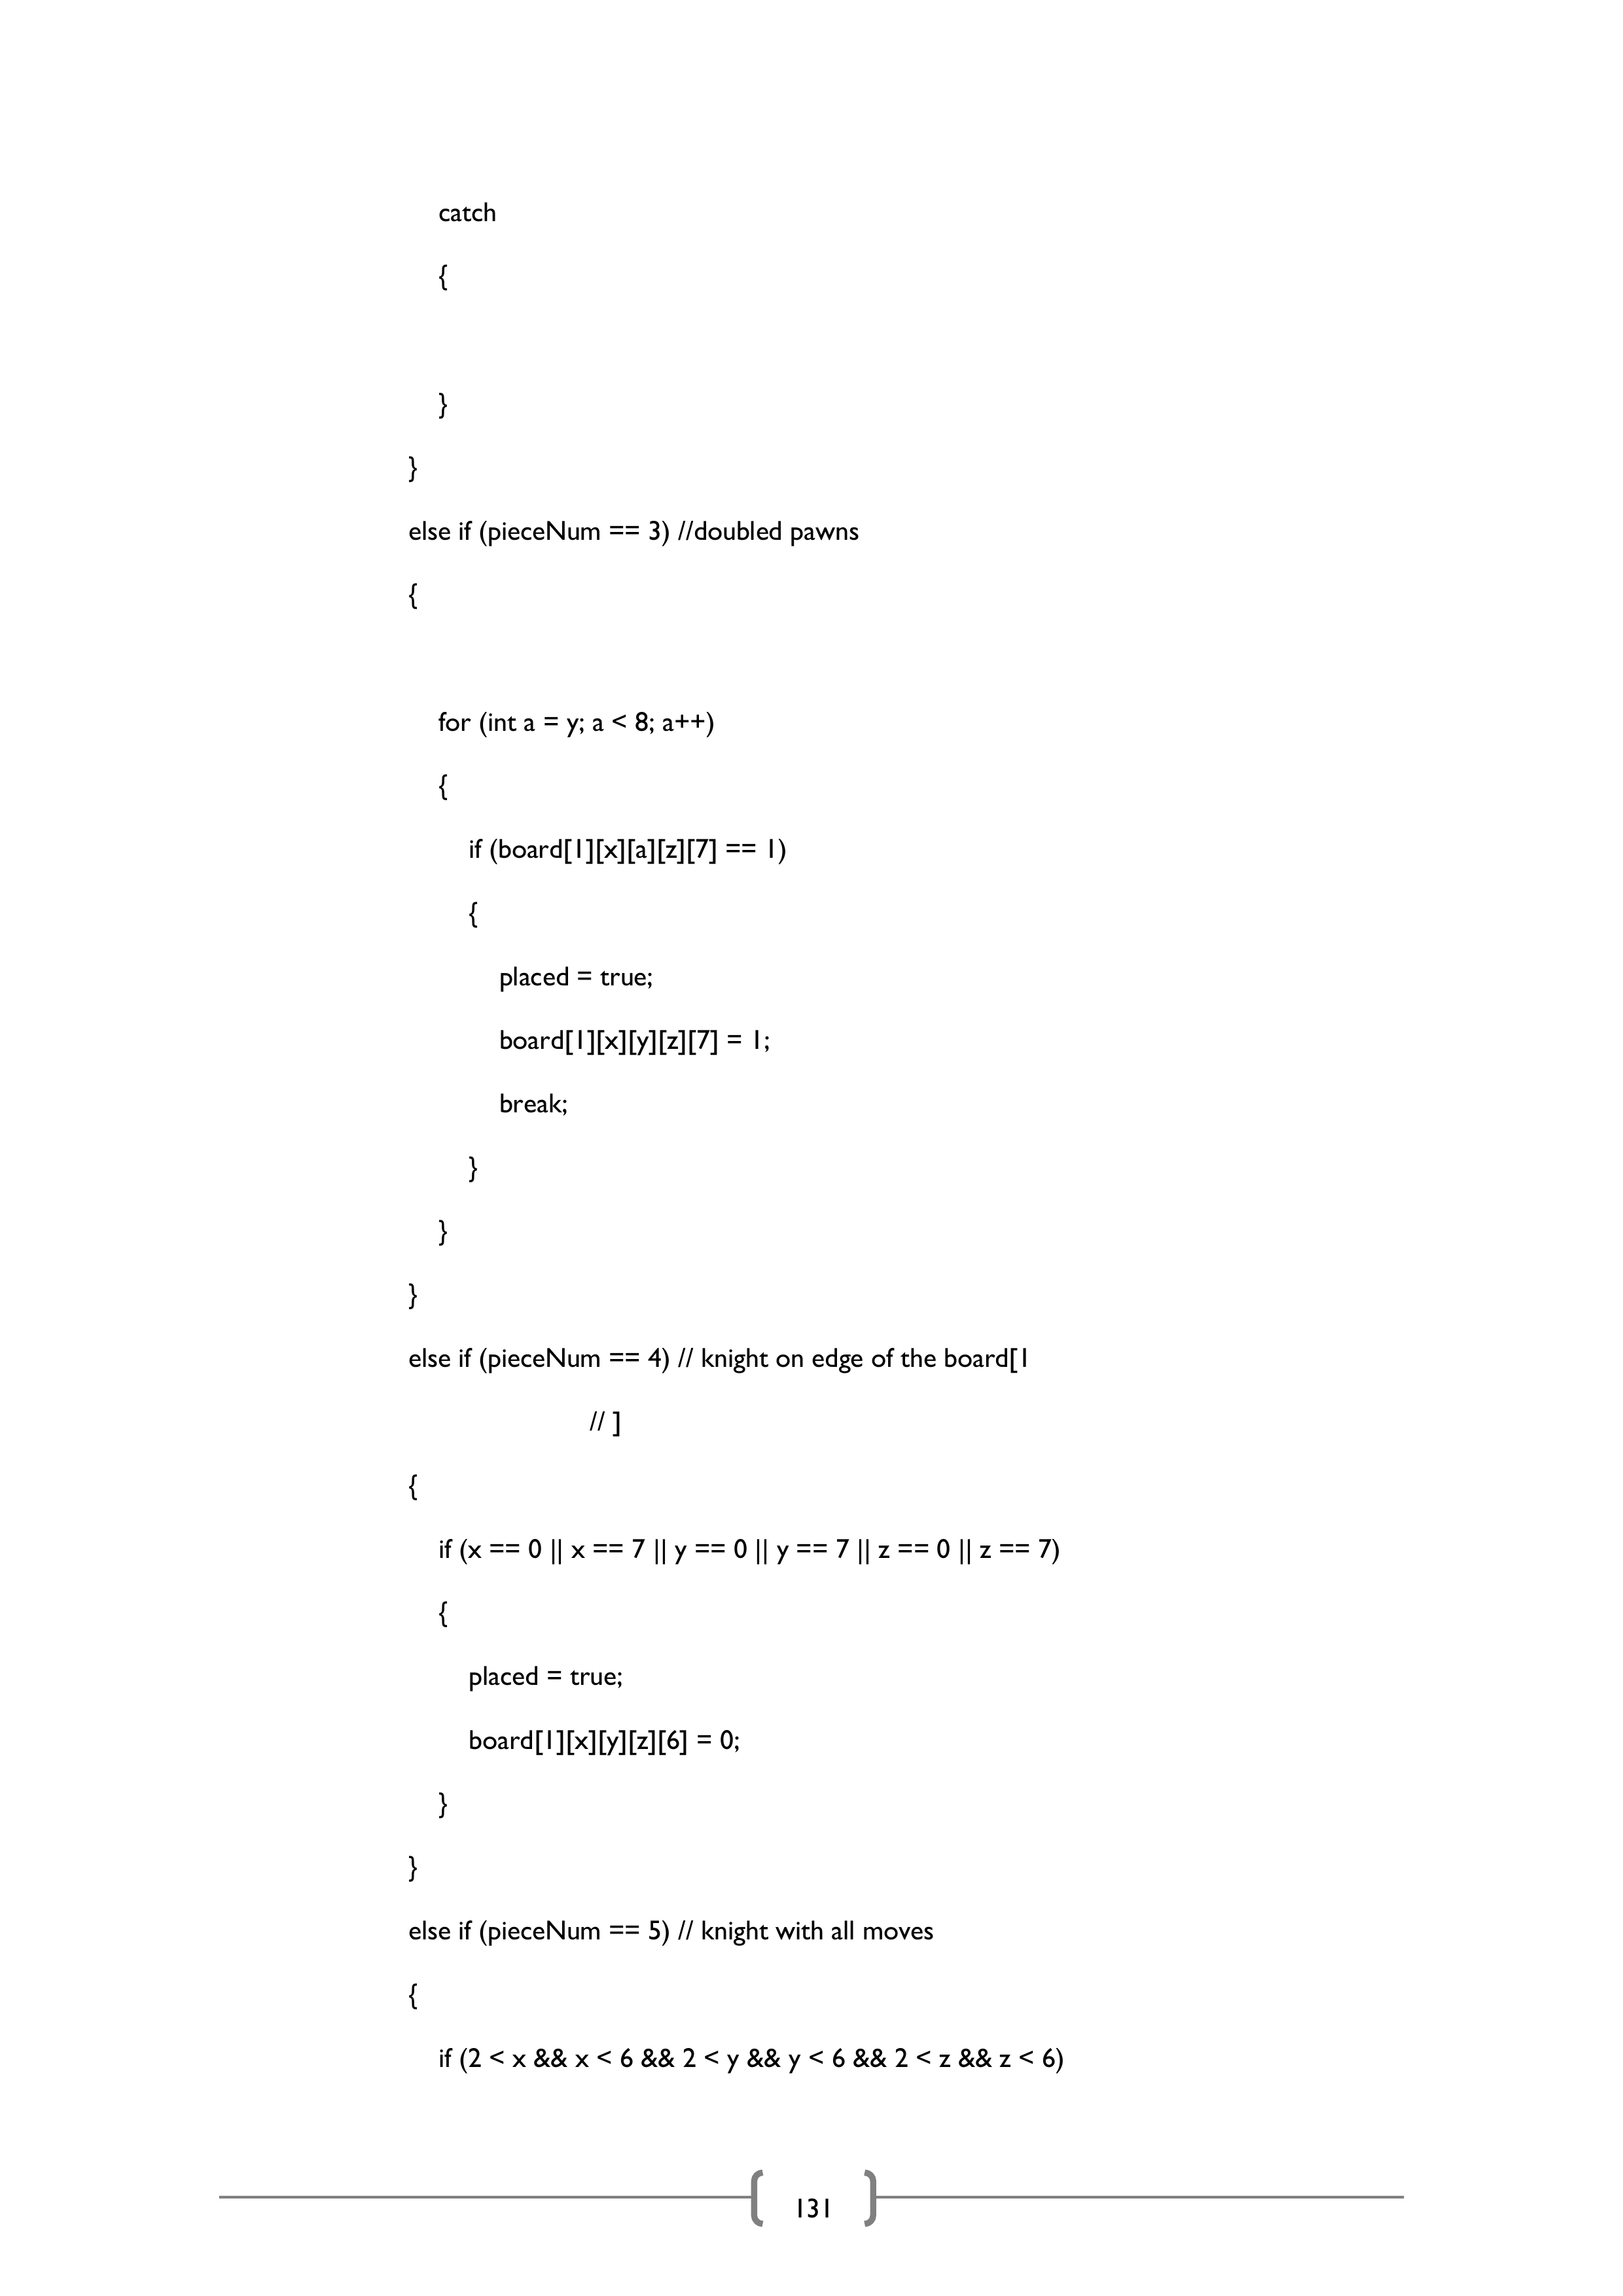 catch
{
}
}
else if (pieceNum == 3) //doubled pawns
{
for (int a = y; a < 8; a++)
{
if (board[1][x][a][z][7] == 1)
{
placed = true;
board[1][x][y][z][7] = 1;
break;
}
}
}
else if (pieceNum == 4) // knight on edge of the board[1
// ]
{
if (x == 0 || x == 7 || y == 0 || y == 7 || z == 0 || z == 7)
{
placed = true;
board[1][x][y][z][6] = 0;
}
}
else if (pieceNum == 5) // knight with all moves
{
if (2 < x && x < 6 && 2 < y && y < 6 && 2 < z && z < 6)
131